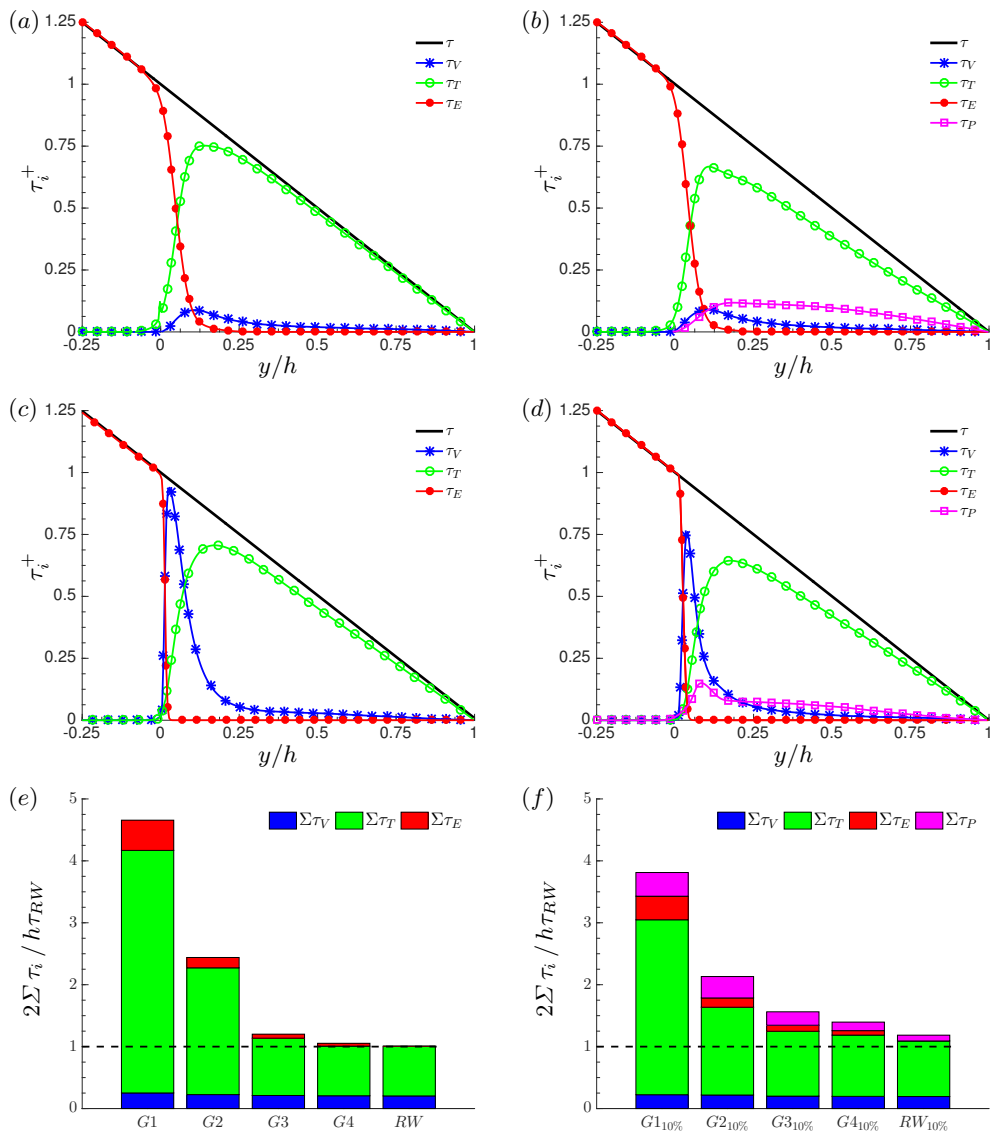 (a)
1.25
1
0.75
0.5
0.25
0
τ_i^+
τ
τ_V
τ_T
τ_E
-0.25 0 0.25 0.5 0.75 1
y/h
(b)
1.25
1
0.75
0.5
0.25
0
τ_i^+
τ
τ_V
τ_T
τ_E
τ_P
-0.25 0 0.25 0.5 0.75 1
y/h
(c)
1.25
1
0.75
0.5
0.25
0
τ_i^+
τ
τ_V
τ_T
τ_E
-0.25 0 0.25 0.5 0.75 1
y/h
(d)
1.25
1
0.75
0.5
0.25
0
τ_i^+
τ
τ_V
τ_T
τ_E
τ_P
-0.25 0 0.25 0.5 0.75 1
y/h
(e)
5
4
3
2
1
0
2Σ τ_i / hτ_RW
Στ_V Στ_T Στ_E
G1 G2 G3 G4 RW
(f)
5
4
3
2
1
0
2Σ τ_i / hτ_RW
Στ_V Στ_T Στ_E Στ_P
G1_10% G2_10% G3_10% G4_10% RW_10%